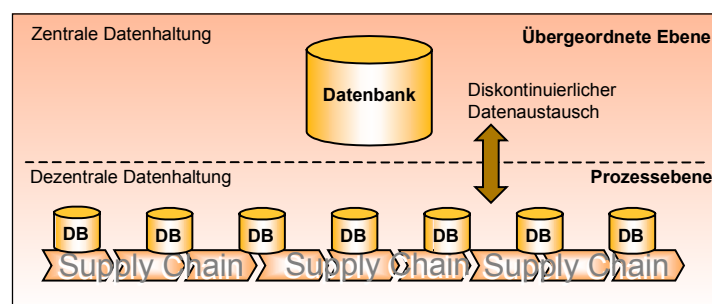 Zentrale Datenhaltung
Übergeordnete Ebene
Datenbank
Diskontinuierlicher
Datenaustausch
Dezentrale Datenhaltung
Prozessebene
DB DB DB DB DB DB DB
Supply Chain Supply Chain Supply Chain